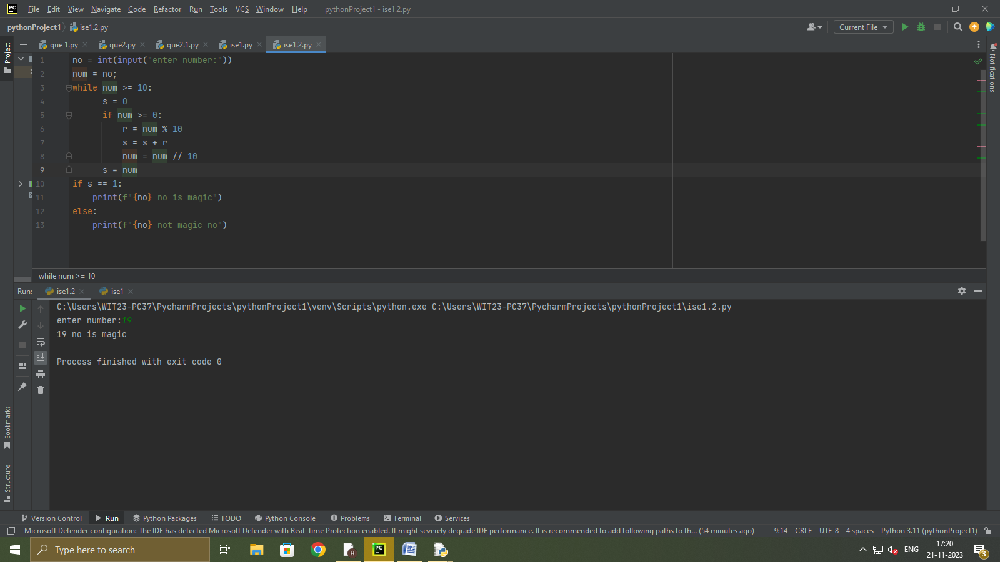 PC File Edit View Navigate Code Refactor Run Tools VCS Window Help pythonProject1 - ise1.2.py
pythonProject1 ise1.2.py Current File
Project que 1.py que2.py que2.1.py ise1.py ise1.2.py Notifications
1 no = int(input("enter number:"))
2 num = no;
3 while num >= 10:
4 s = 0
5 if num >= 0:
6 r = num % 10
7 s = s + r
8 num = num // 10
9 s = num
10 if s == 1:
11 print(f"{no} no is magic")
12 else:
13 print(f"{no} not magic no")
while num >= 10
Run: ise1.2 ise1
C:\Users\WIT23-PC37\PycharmProjects\pythonProject1\venv\Scripts\python.exe C:\Users\WIT23-PC37\PycharmProjects\pythonProject1\ise1.2.py
enter number:19
19 no is magic
Process finished with exit code 0
Bookmarks
Structure
Version Control Run Python Packages TODO Python Console Problems Terminal Services
Microsoft Defender configuration: The IDE has detected Microsoft Defender with Real-Time Protection enabled. It might severely degrade IDE performance. It is recommended to add following paths to th... (54 minutes ago) 9:14 CRLF UTF-8 4 spaces Python 3.11 (pythonProject1)
Type here to search H PC W ENG 17:20
21-11-2023 3